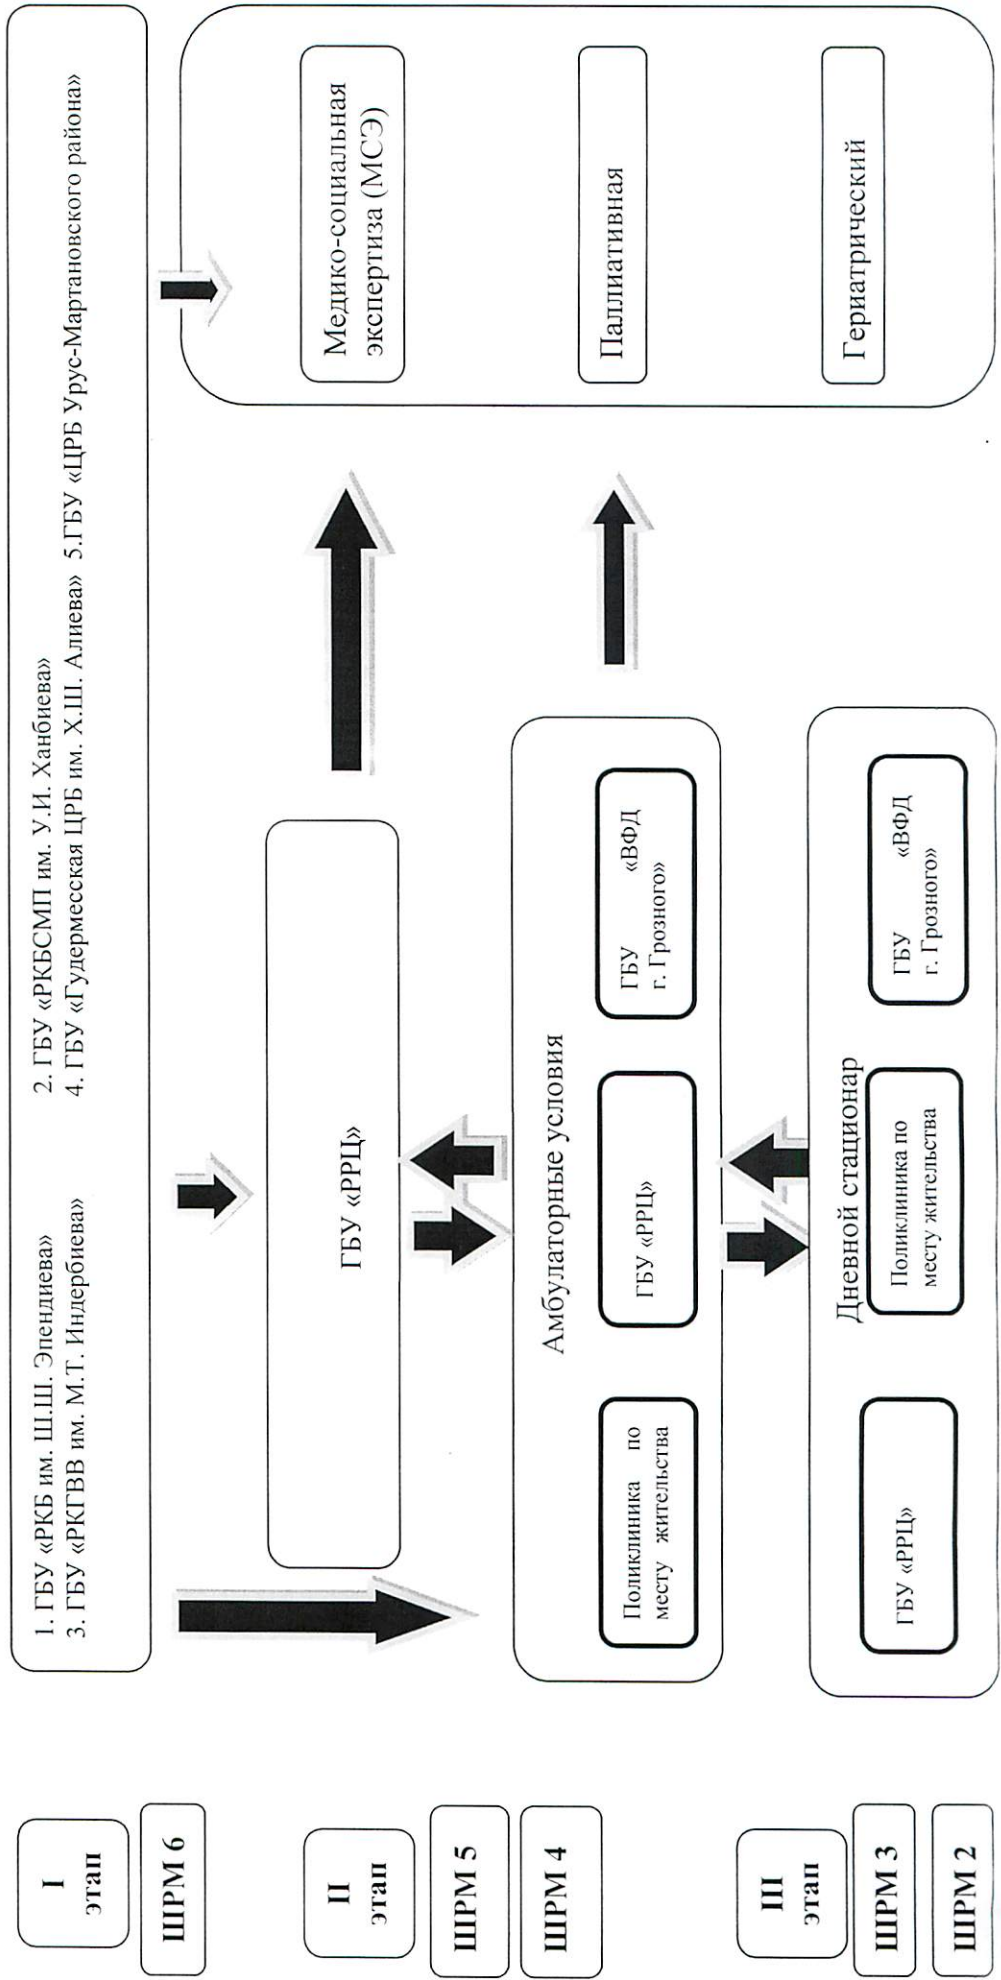 I
этап
ШРМ 6
1. ГБУ «РКБ им. Ш.Ш. Эпендиева» 2. ГБУ «РКБСМП им. У.И. Ханбиева»
3. ГБУ «РКГВВ им. М.Т. Индербиева» 4. ГБУ «Гудермесская ЦРБ им. Х.Ш. Алиева» 5.ГБУ «ЦРБ Урус-Мартановского района»
II
этап
ШРМ 5
ШРМ 4
ГБУ «РРЦ»
Амбулаторные условия
Поликлиника по
месту жительства
ГБУ «РРЦ»
ГБУ «ВФД
г. Грозного»
III
этап
ШРМ 3
ШРМ 2
Дневной стационар
ГБУ «РРЦ»
Поликлиника по
месту жительства
ГБУ «ВФД
г. Грозного»
Медико-социальная
экспертиза (МСЭ)
Паллиативная
Гериатрический